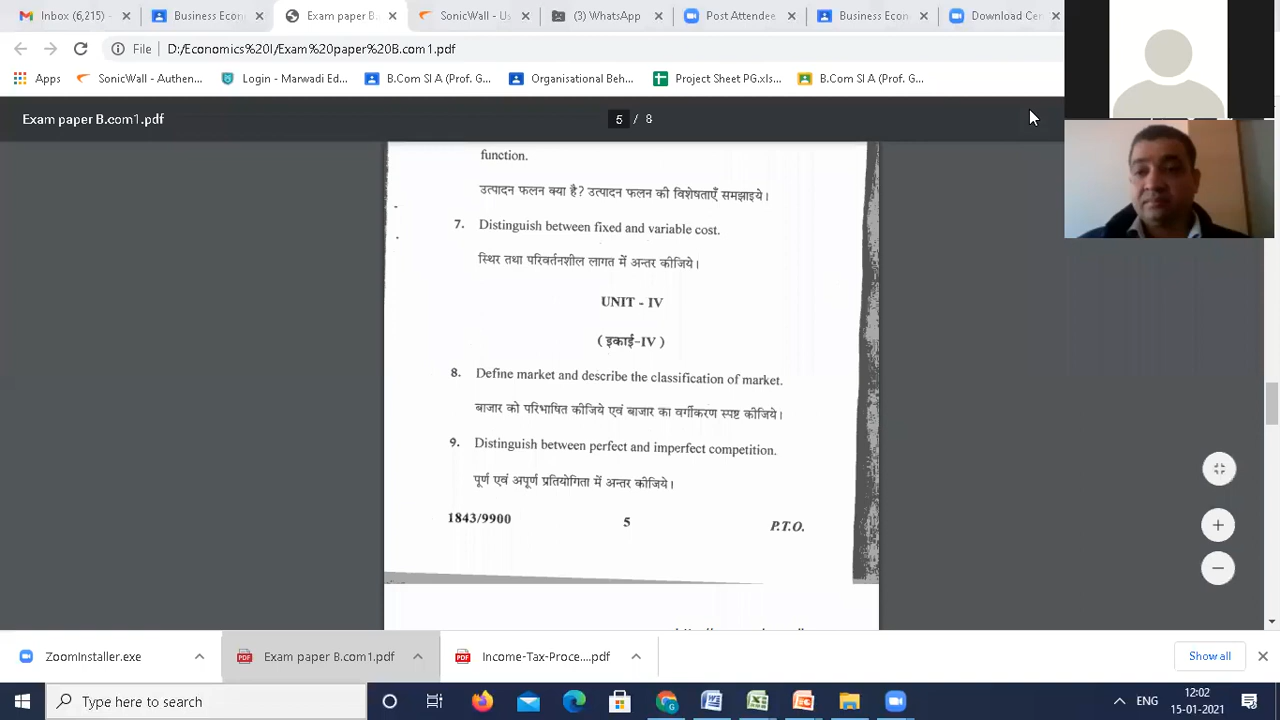 Inbox (6,215) -
Business Econ
Exam paper B.
SonicWall - Us
(3) WhatsApp
Post Attendee
Business Econ
Download Cer
File | D:/Economics%20I/Exam%20paper%20B.com1.pdf
Apps
SonicWall - Authen...
Login - Marwadi Ed...
B.Com SI A (Prof. G...
Organisational Beh...
Project Seet PG.xls...
B.Com SI A (Prof. G...
Exam paper B.com1.pdf
5 / 8
function.
उत्पादन फलन क्या है? उत्पादन फलन की विशेषताएँ समझाइये।
7. Distinguish between fixed and variable cost.
स्थिर तथा परिवर्तनशील लागत में अन्तर कीजिये।
UNIT - IV
( इकाई-IV )
8. Define market and describe the classification of market.
बाजार को परिभाषित कीजिये एवं बाजार का वर्गीकरण स्पष्ट कीजिये।
9. Distinguish between perfect and imperfect competition.
पूर्ण एवं अपूर्ण प्रतियोगिता में अन्तर कीजिये।
1843/9900 5 P.T.O.
ZoomInstaller.exe
Exam paper B.com1.pdf
Income-Tax-Proce....pdf
Show all
Type here to search
ENG
12:02
15-01-2021